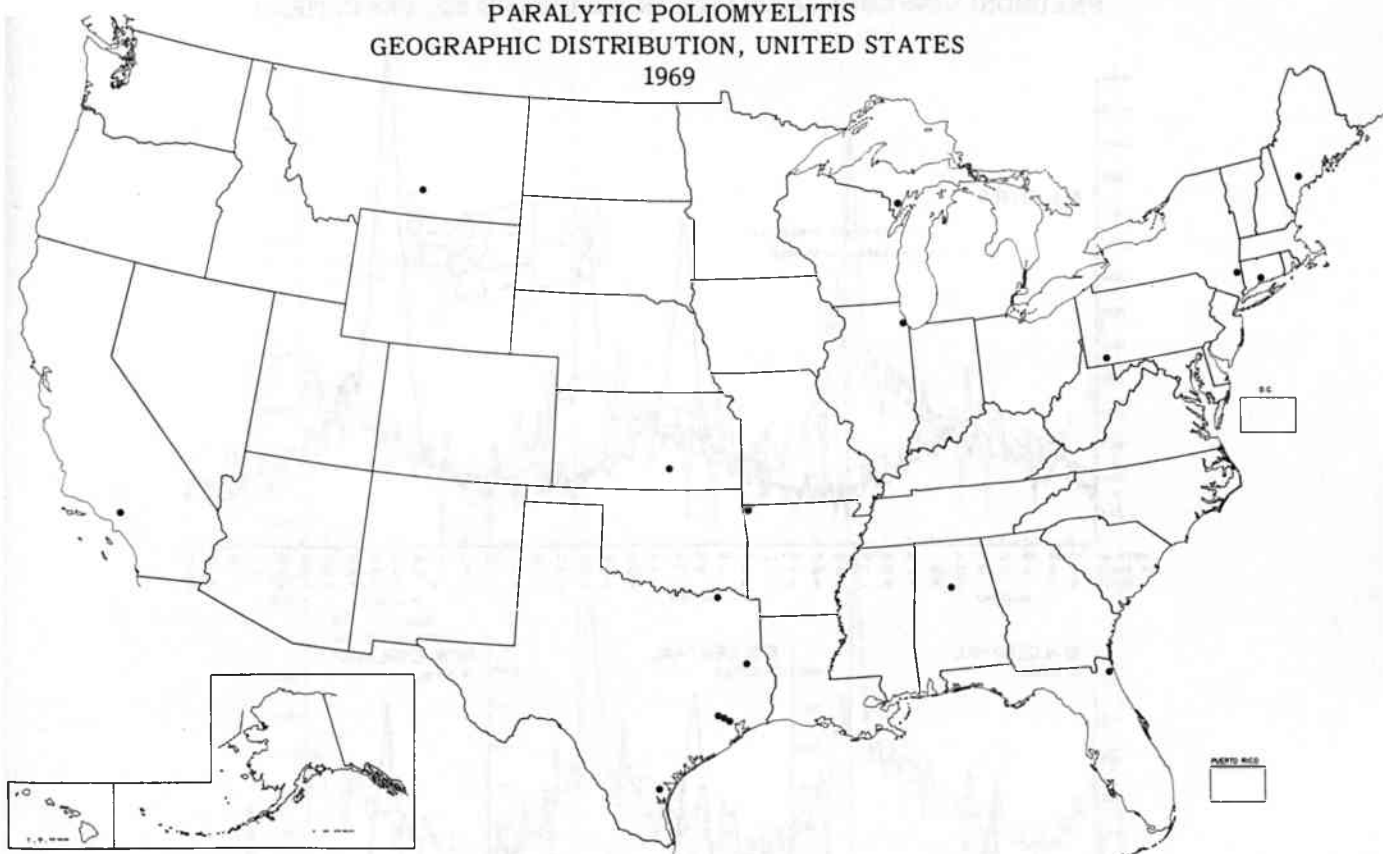 PARALYTIC POLIOMYELITIS
GEOGRAPHIC DISTRIBUTION, UNITED STATES
1969
D.C.
PUERTO RICO